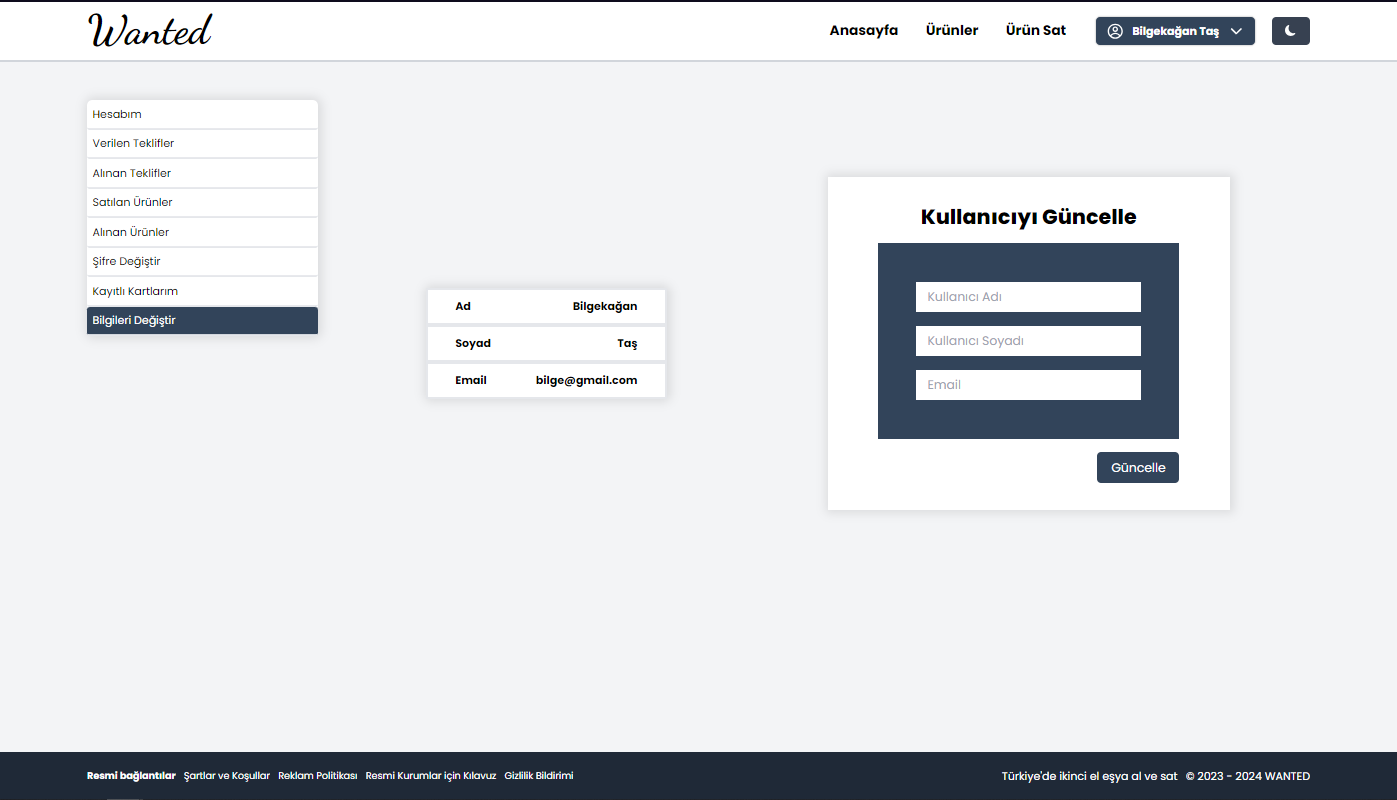 Wanted
Anasayfa Ürünler Ürün Sat Bilgekağan Taş
Hesabım
Verilen Teklifler
Alınan Teklifler
Satılan Ürünler
Alınan Ürünler
Şifre Değiştir
Kayıtlı Kartlarım
Bilgileri Değiştir
Ad Bilgekağan
Soyad Taş
Email bilge@gmail.com
Kullanıcıyı Güncelle
Kullanıcı Adı
Kullanıcı Soyadı
Email
Güncelle
Resmi bağlantılar Şartlar ve Koşullar Reklam Politikası Resmi Kurumlar için Kılavuz Gizlilik Bildirimi
Türkiye'de ikinci el eşya al ve sat © 2023 - 2024 WANTED